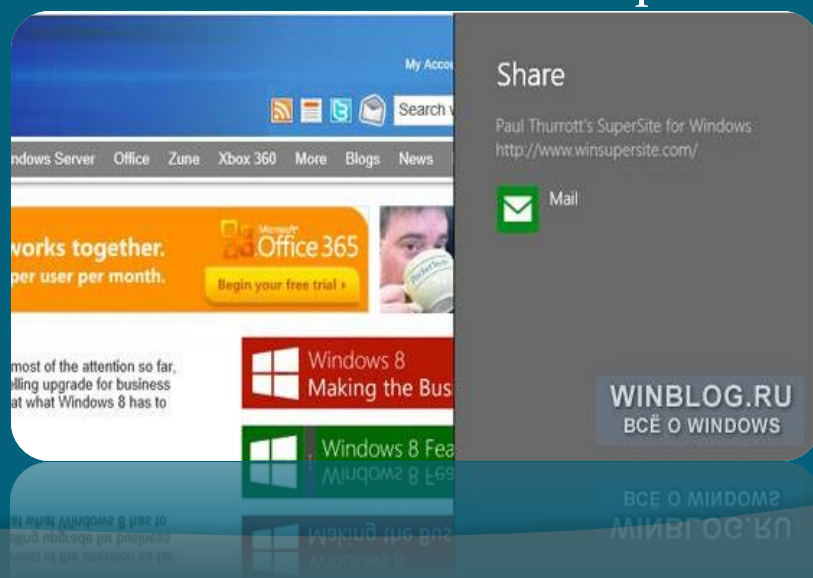 My Accou
Search w
ndows Server Office Zune Xbox 360 More Blogs News
works together.
per user per month.
Microsoft
Office 365
Begin your free trial
most of the attention so far,
lling upgrade for business
at what Windows 8 has to
Windows 8
Making the Bus
Windows 8 Fea
Share
Paul Thurrott's SuperSite for Windows
http://www.winsupersite.com/
Mail
WINBLOG.RU
ВСЁ О WINDOWS